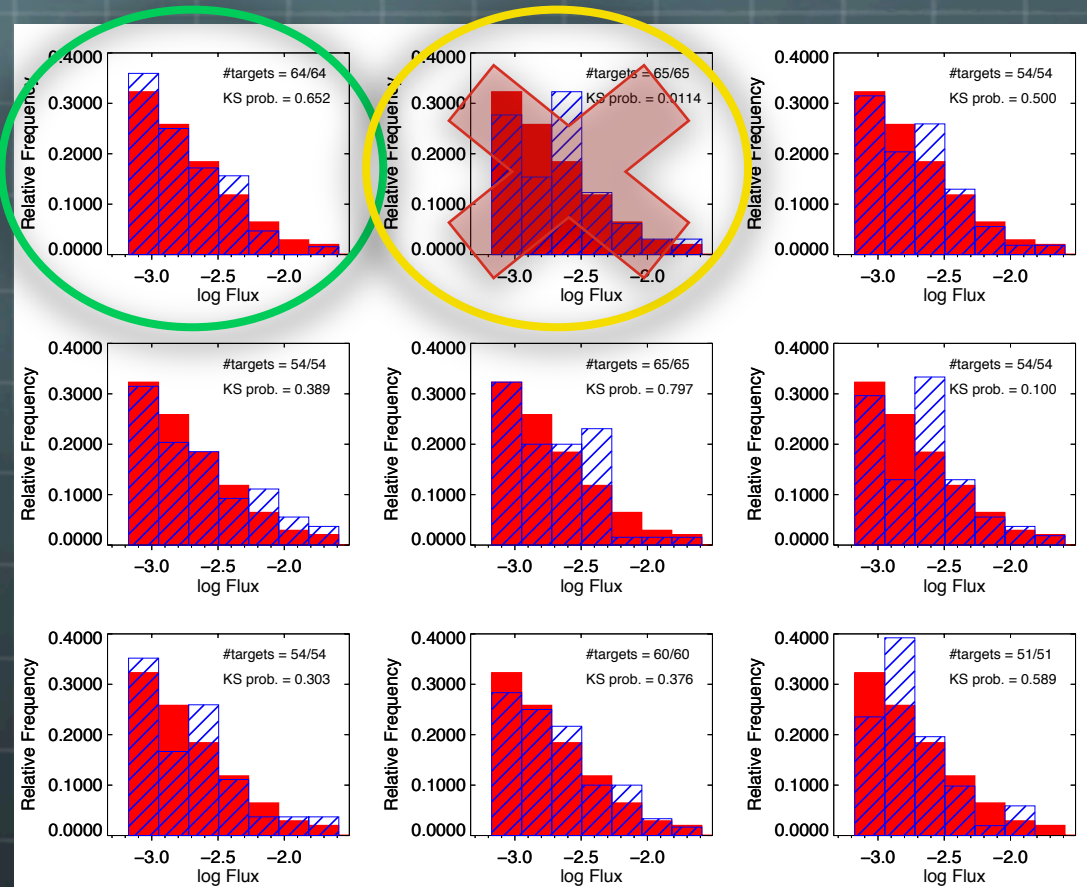 0.4000
0.3000
0.2000
0.1000
0.0000
Relative Frequency
#targets = 64/64
KS prob. = 0.652
−3.0 −2.5 −2.0
log Flux
0.4000
0.3000
0.2000
0.1000
0.0000
Relative Frequency
#targets = 65/65
KS prob. = 0.0114
−3.0 −2.5 −2.0
log Flux
0.4000
0.3000
0.2000
0.1000
0.0000
Relative Frequency
#targets = 54/54
KS prob. = 0.500
−3.0 −2.5 −2.0
log Flux
0.4000
0.3000
0.2000
0.1000
0.0000
Relative Frequency
#targets = 54/54
KS prob. = 0.389
−3.0 −2.5 −2.0
log Flux
0.4000
0.3000
0.2000
0.1000
0.0000
Relative Frequency
#targets = 65/65
KS prob. = 0.797
−3.0 −2.5 −2.0
log Flux
0.4000
0.3000
0.2000
0.1000
0.0000
Relative Frequency
#targets = 54/54
KS prob. = 0.100
−3.0 −2.5 −2.0
log Flux
0.4000
0.3000
0.2000
0.1000
0.0000
Relative Frequency
#targets = 54/54
KS prob. = 0.303
−3.0 −2.5 −2.0
log Flux
0.4000
0.3000
0.2000
0.1000
0.0000
Relative Frequency
#targets = 60/60
KS prob. = 0.376
−3.0 −2.5 −2.0
log Flux
0.4000
0.3000
0.2000
0.1000
0.0000
Relative Frequency
#targets = 51/51
KS prob. = 0.589
−3.0 −2.5 −2.0
log Flux